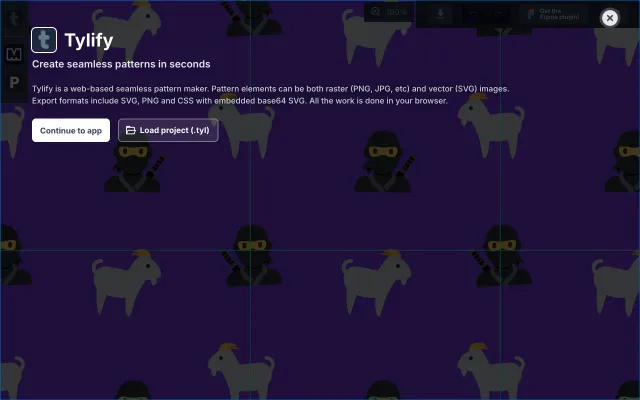 Tylify
Create seamless patterns in seconds
Tylify is a web-based seamless pattern maker. Pattern elements can be both raster (PNG, JPG, etc) and vector (SVG) images.
Export formats include SVG, PNG and CSS with embedded base64 SVG. All the work is done in your browser.
Continue to app
Load project (.tyl)
100%
Get the
Figma plugin!
t
P